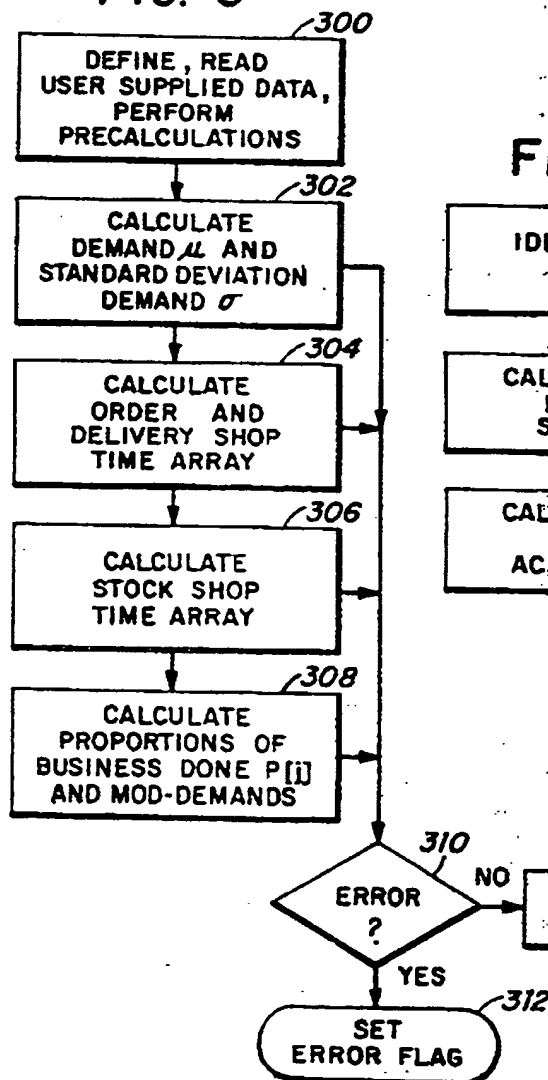 300
DEFINE, READ
USER SUPPLIED DATA,
PERFORM
PRECALCULATIONS
302
CALCULATE
DEMAND μ AND
STANDARD DEVIATION
DEMAND σ
304
CALCULATE
ORDER AND
DELIVERY SHOP
TIME ARRAY
306
CALCULATE
STOCK SHOP
TIME ARRAY
308
CALCULATE
PROPORTIONS OF
BUSINESS DONE P[j]
AND MOD-DEMANDS
310
ERROR
?
NO
YES
312
SET
ERROR FLAG